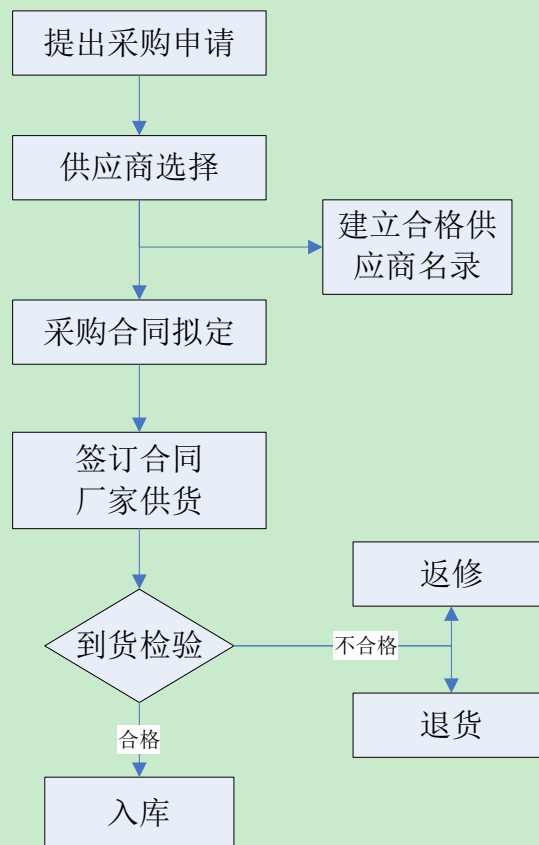 提出采购申请
供应商选择
建立合格供
应商名录
采购合同拟定
签订合同
厂家供货
返修
到货检验
不合格
退货
合格
入库